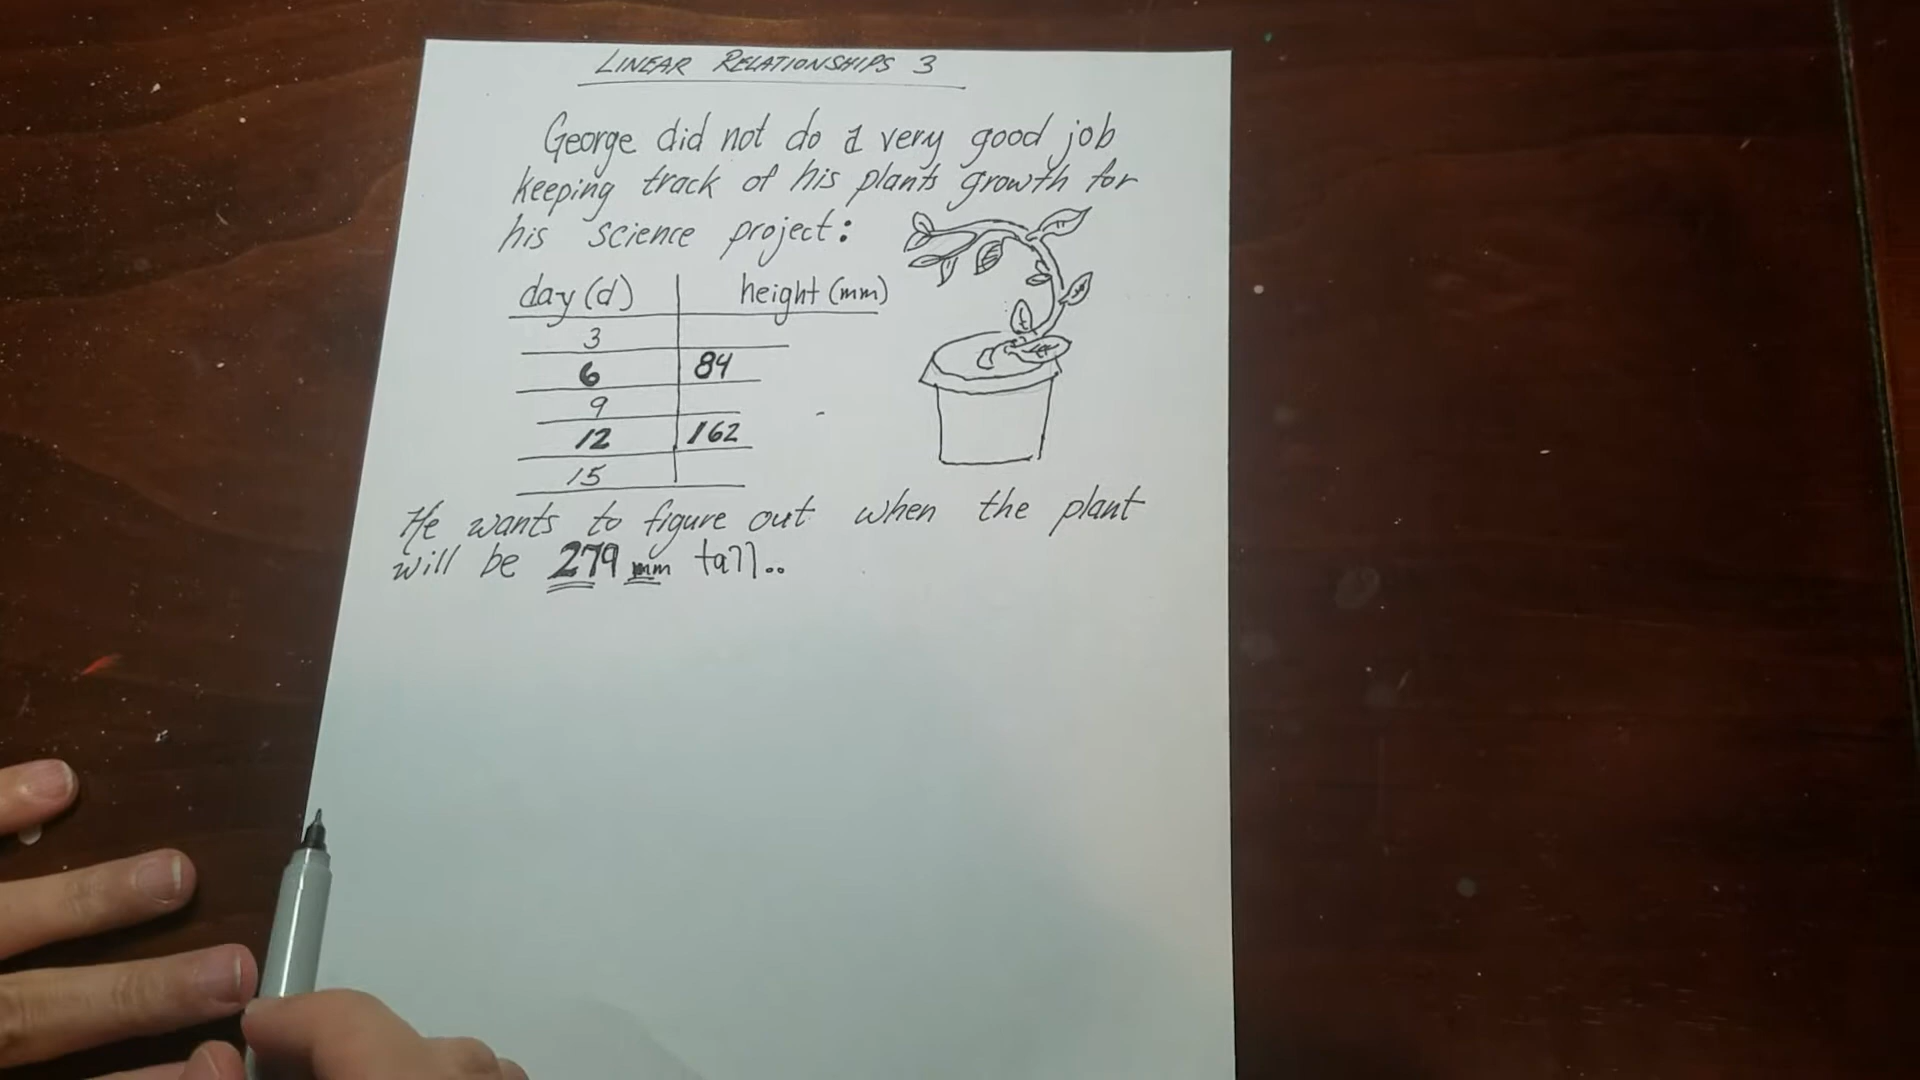 LINEAR RELATIONSHIPS 3
George did not do a very good job
keeping track of his plants growth for
his science project:
day (d) height (mm)
3
6 84
9
12 162
15
He wants to figure out when the plant
will be 279 mm tall..